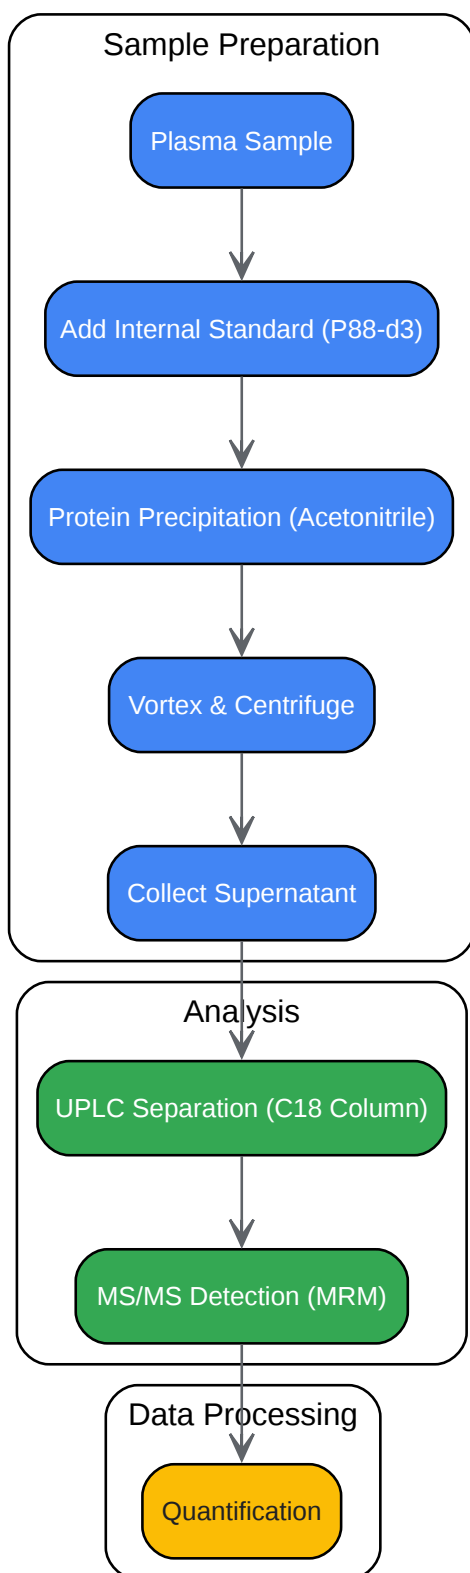 Sample Preparation
Plasma Sample
Add Internal Standard (P88-d3)
Protein Precipitation (Acetonitrile)
Vortex & Centrifuge
Collect Supernatant
Analysis
UPLC Separation (C18 Column)
MS/MS Detection (MRM)
Data Processing
Quantification